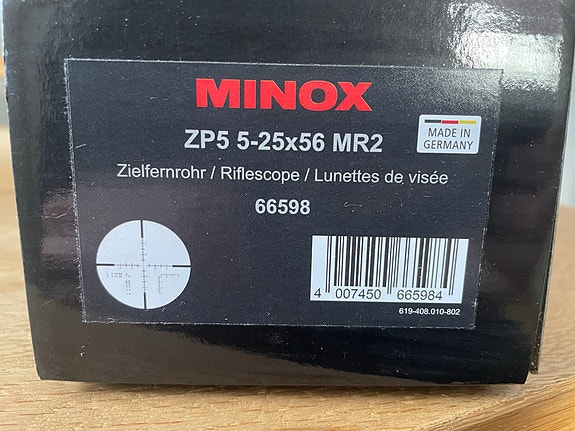 MINOX
ZP5 5-25x56 MR2
MADE IN
GERMANY
Zielfernrohr / Riflescope / Lunettes de visée
66598
4 007450 665984
619-408.010-802